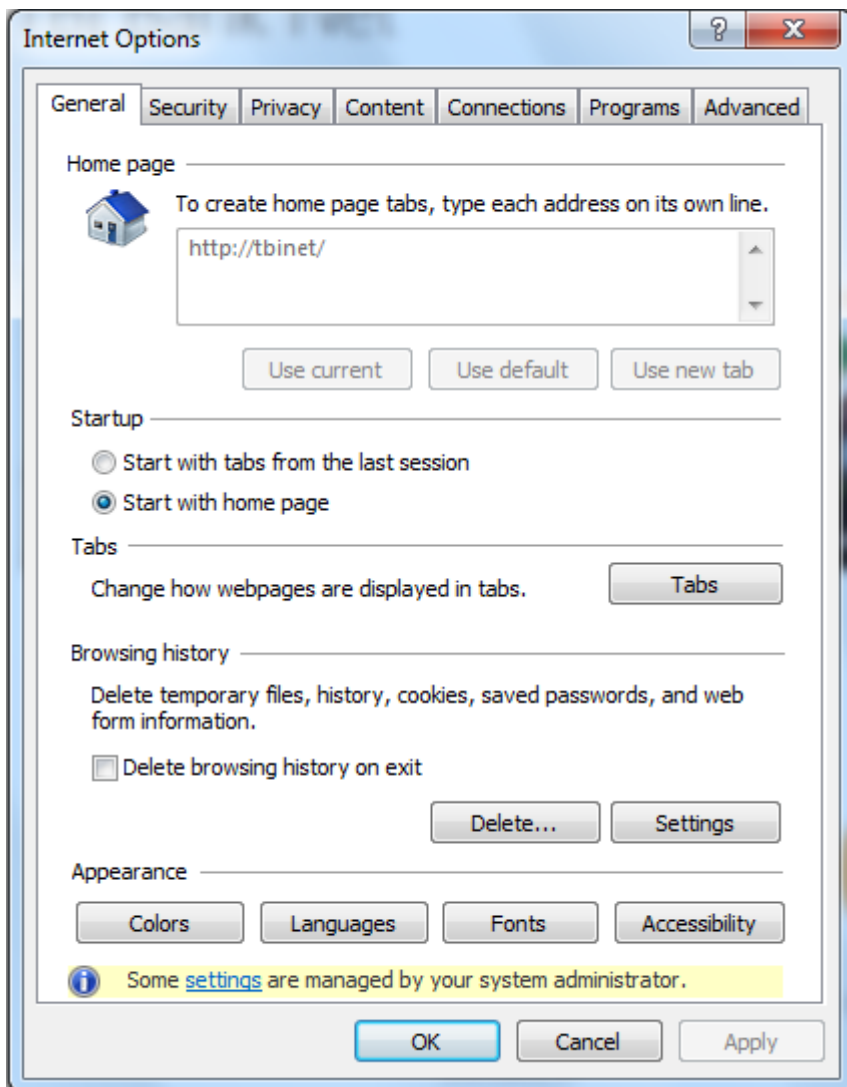 Internet Options
General Security Privacy Content Connections Programs Advanced
Home page
To create home page tabs, type each address on its own line.
http://tbinet/
Use current Use default Use new tab
Startup
Start with tabs from the last session
Start with home page
Tabs
Change how webpages are displayed in tabs. Tabs
Browsing history
Delete temporary files, history, cookies, saved passwords, and web
form information.
Delete browsing history on exit
Delete... Settings
Appearance
Colors Languages Fonts Accessibility
Some settings are managed by your system administrator.
OK Cancel Apply